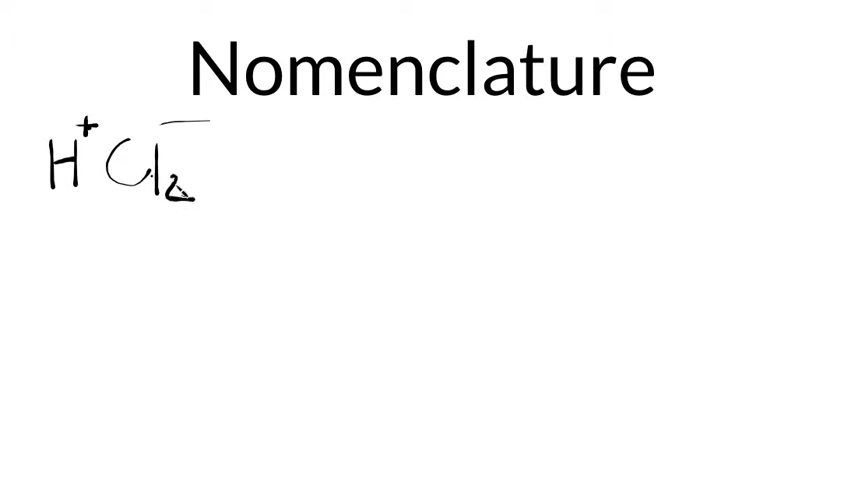 Nomenclature
H⁺Cl₂⁻